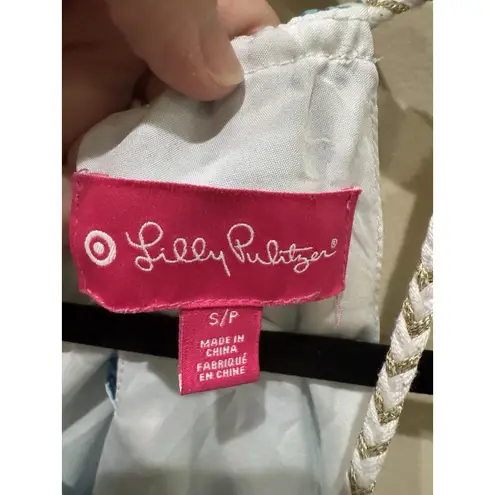 Lilly Pulitzer®
S/P
MADE IN
CHINA
FABRIQUÉ
EN CHINE